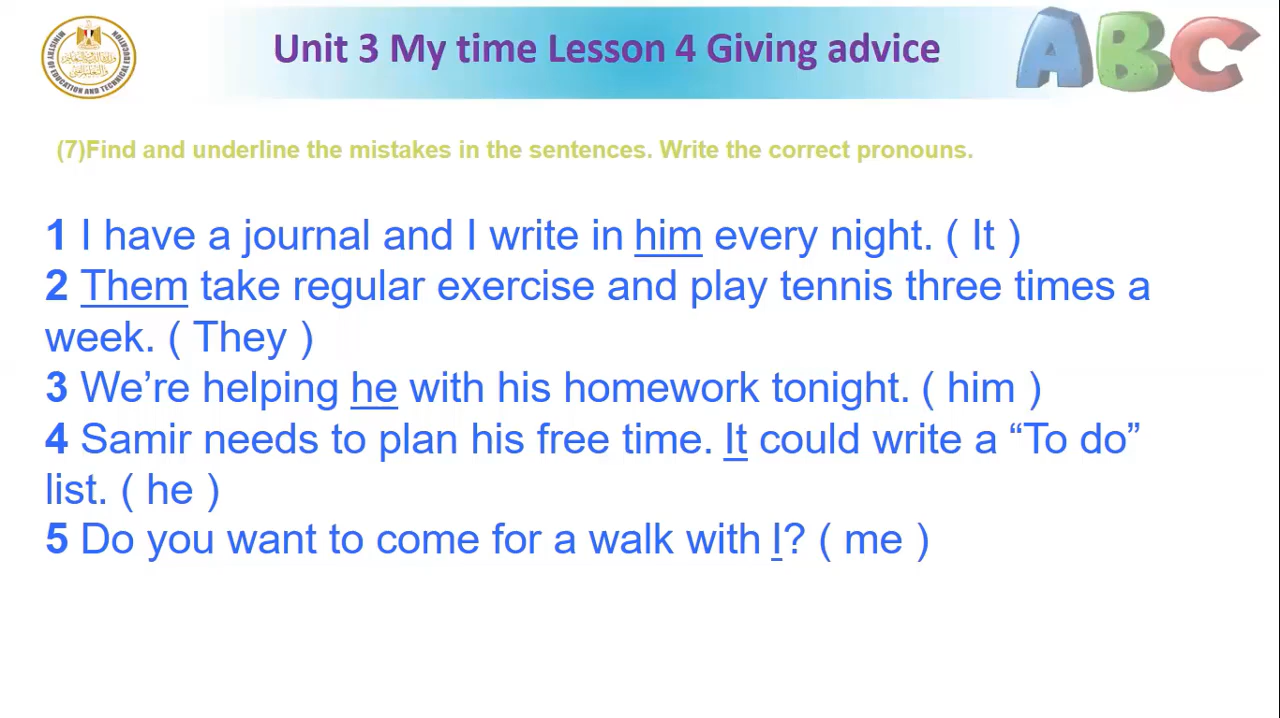 Unit 3 My time Lesson 4 Giving advice
ABC
(7)Find and underline the mistakes in the sentences. Write the correct pronouns.
1 I have a journal and I write in him every night. ( It )
2 Them take regular exercise and play tennis three times a
week. ( They )
3 We’re helping he with his homework tonight. ( him )
4 Samir needs to plan his free time. It could write a “To do”
list. ( he )
5 Do you want to come for a walk with I? ( me )